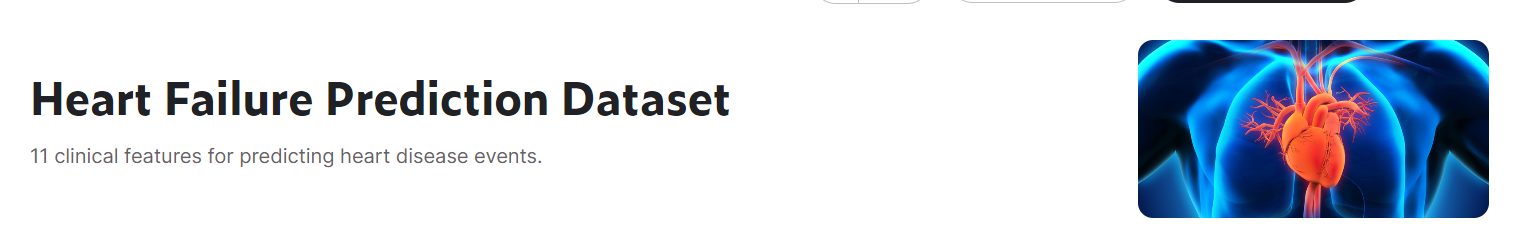 Heart Failure Prediction Dataset
11 clinical features for predicting heart disease events.